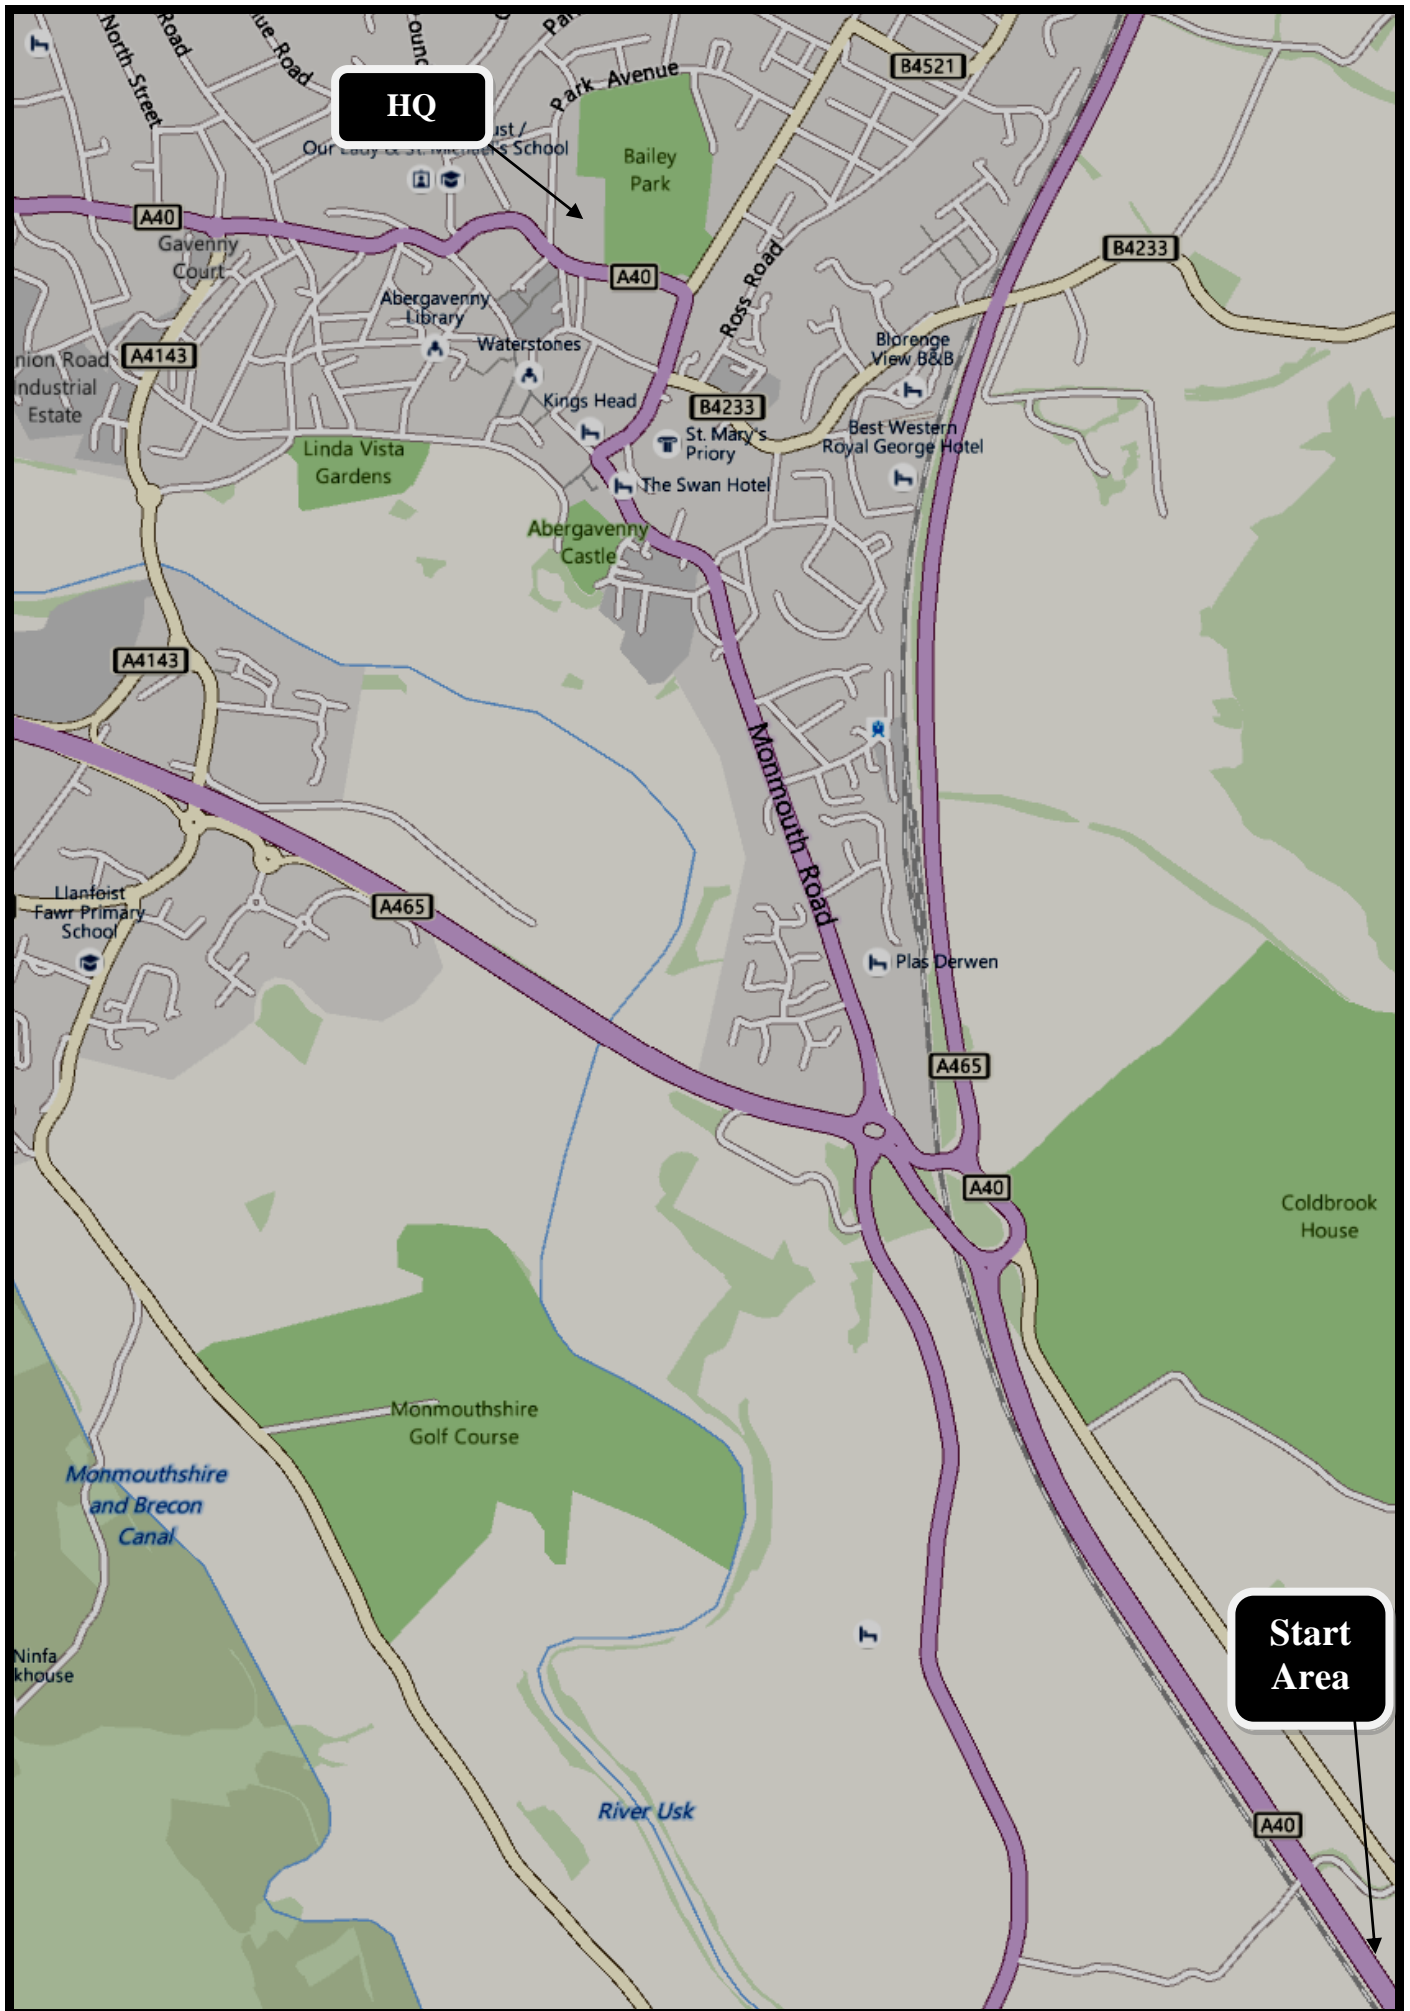 North Street
Road
ue Road
ounc
Park Avenue
B4521
HQ
ust /
Our Lady & St. Michael's School
Bailey
Park
A40
Gavenny
Court
A40
B4233
Ross Road
Abergavenny
Library
Waterstones
Blorenge
View B&B
nion Road
Industrial
Estate
A4143
Kings Head
B4233
St. Mary's
Priory
Best Western
Royal George Hotel
Linda Vista
Gardens
The Swan Hotel
Abergavenny
Castle
A4143
Monmouth Road
Llanfoist
Fawr Primary
School
A465
Plas Derwen
A465
A40
Coldbrook
House
Monmouthshire
Golf Course
Monmouthshire
and Brecon
Canal
Start
Area
Ninfa
khouse
River Usk
A40